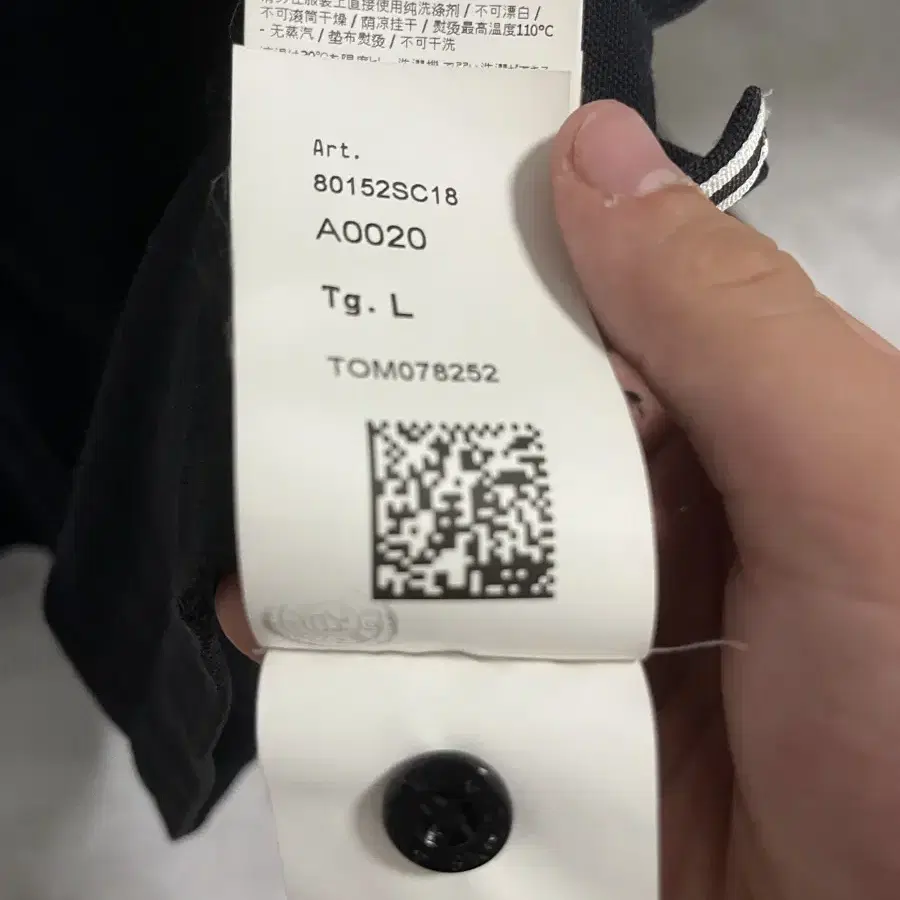 不可滚筒干燥 / 荫凉挂干 / 熨烫最高温度110°C
- 无蒸汽 / 垫布熨烫 / 不可干洗
Art.
80152SC18
A0020
Tg. L
TOM078252